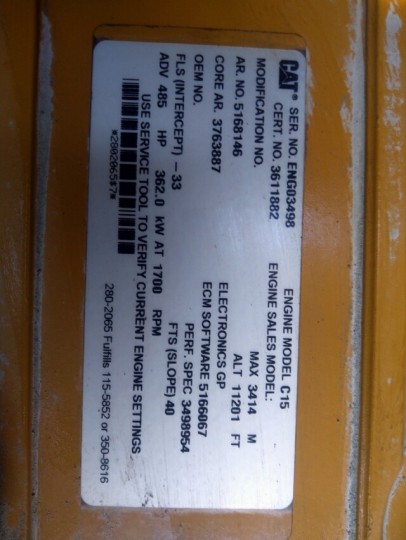 CAT® SER. NO. ENG03498 ENGINE MODEL C15
CERT. NO. 3611882 ENGINE SALES MODEL:
MODIFICATION NO. MAX 3414 M
AR. NO. 5168146 ALT 11201 FT
CORE AR. 3763887 ELECTRONICS GP
OEM NO. ECM SOFTWARE 5166067
PERF. SPEC 3498954
FLS (INTERCEPT) -33 FTS (SLOPE) 40
ADV 485 HP 362.0 kW AT 1700 RPM
USE SERVICE TOOL TO VERIFY CURRENT ENGINE SETTINGS
*280206547*
280-2065 Fulfills 115-5852 or 350-8616